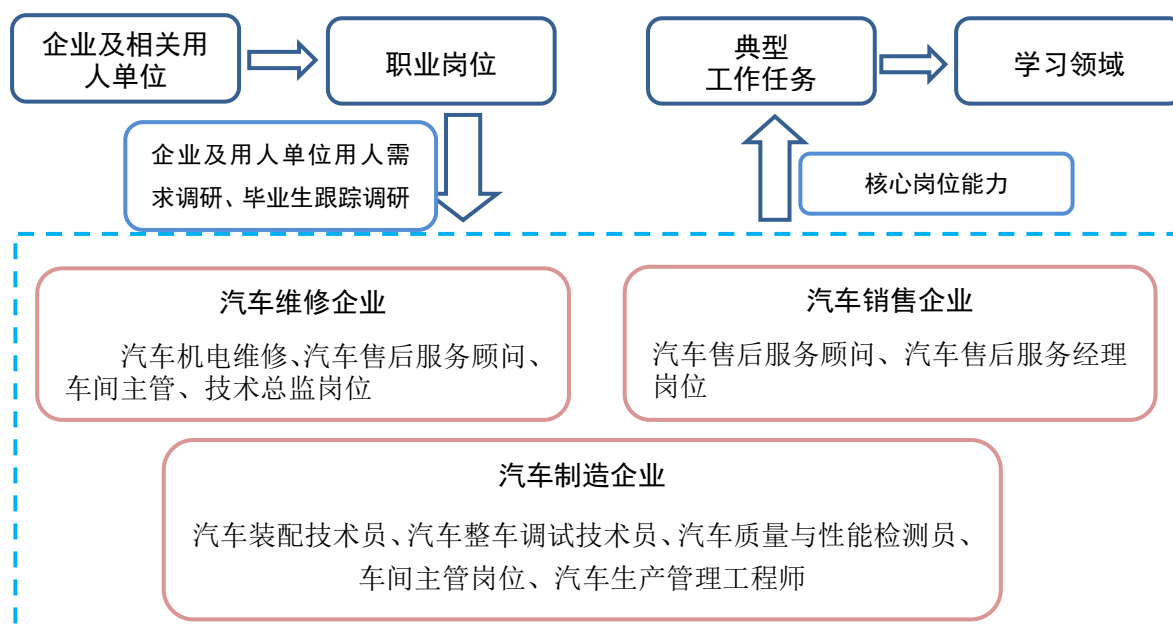 企业及相关用
人单位
职业岗位
典型
工作任务
学习领域
企业及用人单位用人需
求调研、毕业生跟踪调研
核心岗位能力
汽车维修企业
汽车机电维修、汽车售后服务顾问、
车间主管、技术总监岗位
汽车销售企业
汽车售后服务顾问、汽车售后服务经理
岗位
汽车制造企业
汽车装配技术员、汽车整车调试技术员、汽车质量与性能检测员、
车间主管岗位、汽车生产管理工程师